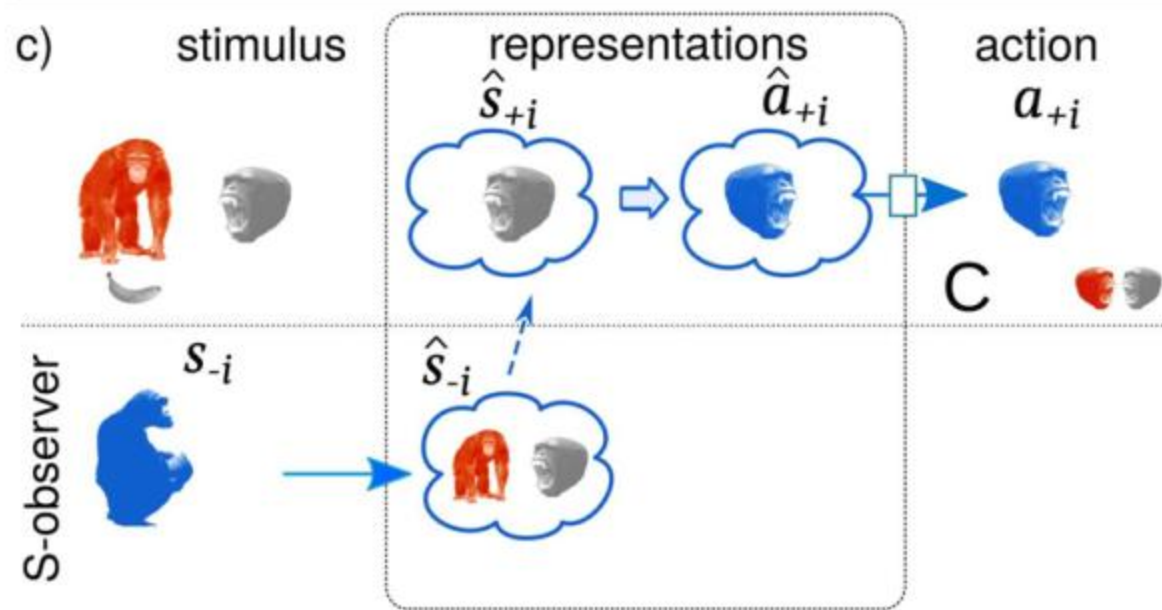 c) stimulus representations action
ŝ₊ᵢ â₊ᵢ a₊ᵢ
C
S-observer
s₋ᵢ ŝ₋ᵢ